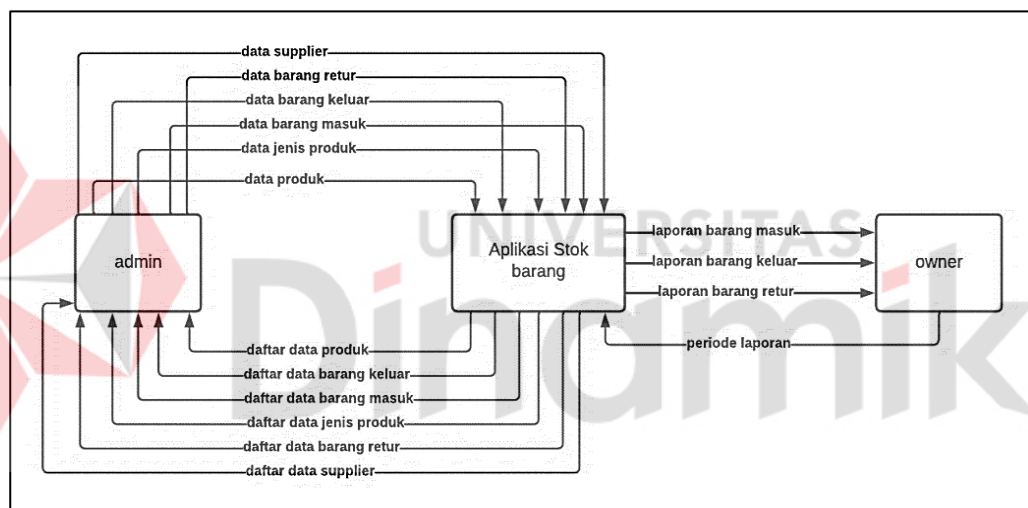 data supplier
data barang retur
data barang keluar
data barang masuk
data jenis produk
data produk
UNIVERSITAS
Dinamika
admin
Aplikasi Stok
barang
owner
laporan barang masuk
laporan barang keluar
laporan barang retur
periode laporan
daftar data produk
daftar data barang keluar
daftar data barang masuk
daftar data jenis produk
daftar data barang retur
daftar data supplier